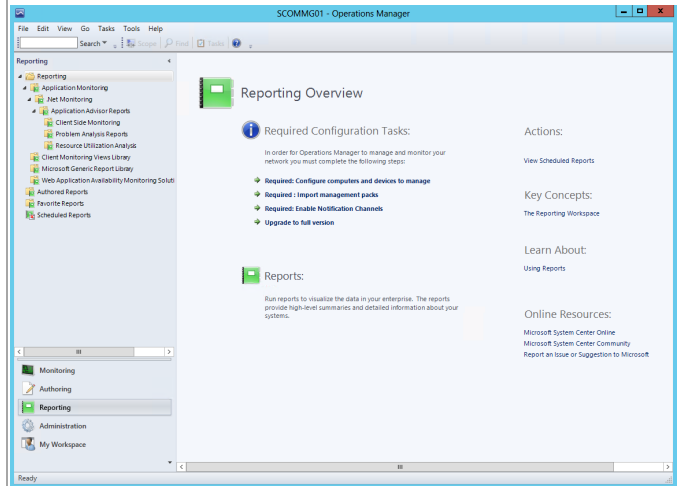 SCOMMG01 - Operations Manager
File Edit View Go Tasks Tools Help
Search Scope Find Tasks
Reporting
Reporting
Application Monitoring
.Net Monitoring
Application Advisor Reports
Client Side Monitoring
Problem Analysis Reports
Resource Utilization Analysis
Client Monitoring Views Library
Microsoft Generic Report Library
Web Application Availability Monitoring Soluti
Authored Reports
Favorite Reports
Scheduled Reports
Monitoring
Authoring
Reporting
Administration
My Workspace
Reporting Overview
Required Configuration Tasks:
In order for Operations Manager to manage and monitor your
network you must complete the following steps:
Required: Configure computers and devices to manage
Required : Import management packs
Required: Enable Notification Channels
Upgrade to full version
Reports:
Run reports to visualize the data in your enterprise. The reports
provide high-level summaries and detailed information about your
systems.
Actions:
View Scheduled Reports
Key Concepts:
The Reporting Workspace
Learn About:
Using Reports
Online Resources:
Microsoft System Center Online
Microsoft System Center Community
Report an Issue or Suggestion to Microsoft
Ready